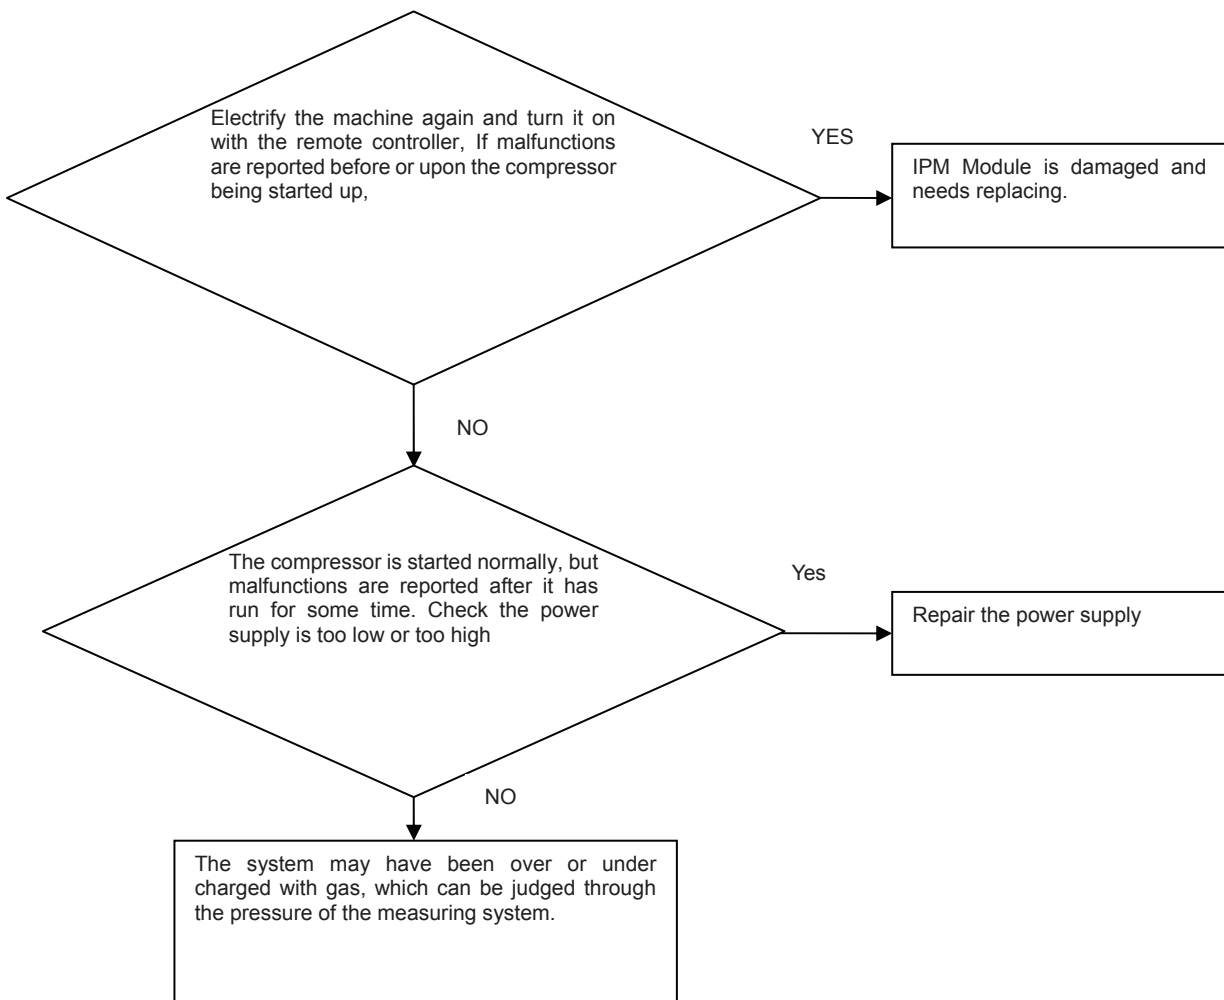 Electrify the machine again and turn it on
with the remote controller, If malfunctions
are reported before or upon the compressor
being started up,
YES
IPM Module is damaged and
needs replacing.
NO
The compressor is started normally, but
malfunctions are reported after it has
run for some time. Check the power
supply is too low or too high
Yes
Repair the power supply
NO
The system may have been over or under
charged with gas, which can be judged through
the pressure of the measuring system.